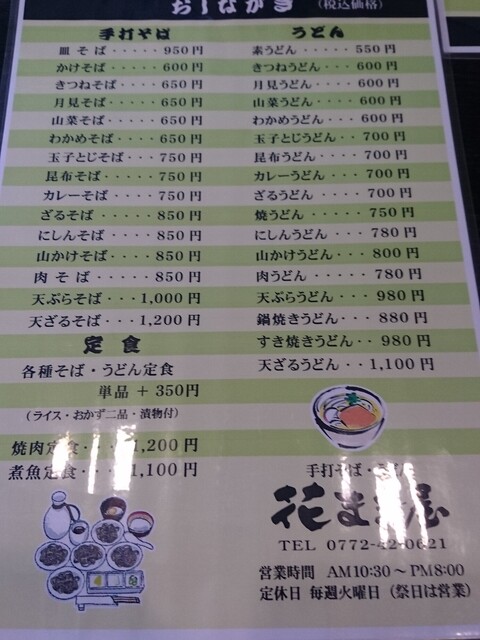 おしながき (税込価格)
手打そば
皿そば・・・・・950円
かけそば・・・・・600円
きつねそば・・・・650円
月見そば・・・・・650円
山菜そば・・・・・650円
わかめそば・・・・650円
玉子とじそば・・・750円
昆布そば・・・・・750円
カレーそば・・・・750円
ざるそば・・・・・850円
にしんそば・・・・850円
山かけそば・・・・850円
肉そば・・・・・850円
天ぷらそば・・・1,000円
天ざるそば・・・1,200円
定食
各種そば・うどん定食
単品+350円
(ライス・おかず二品・漬物付)
焼肉定食・・・1,200円
煮魚定食・・・1,100円
うどん
素うどん・・・・・550円
きつねうどん・・・600円
月見うどん・・・・600円
山菜うどん・・・・600円
わかめうどん・・・600円
玉子とじうどん・・700円
昆布うどん・・・・700円
カレーうどん・・・700円
ざるうどん・・・・700円
焼うどん・・・・・750円
にしんうどん・・・780円
山かけうどん・・・800円
肉うどん・・・・・780円
天ぷらうどん・・・980円
鍋焼きうどん・・・880円
すき焼きうどん・・980円
天ざるうどん・・1,100円
手打そば・うどん
TEL 0772-42-0621
営業時間 AM10:30～PM8:00
定休日 毎週火曜日(祭日は営業)